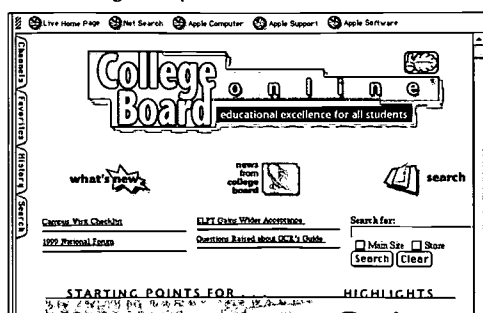 Live Home Page Net Search Apple Computer Apple Support Apple Software
Channels
Favorites
History
Search
College
Board
online
educational excellence for all students
what's new
news
from
college
board
search
Campus Visit Checklist
ELPT Gains Wider Acceptance
Search for:
1999 National Forum
Questions Raised about OCR's Guide
Main Site Store
Search Clear
STARTING POINTS FOR
HIGHLIGHTS